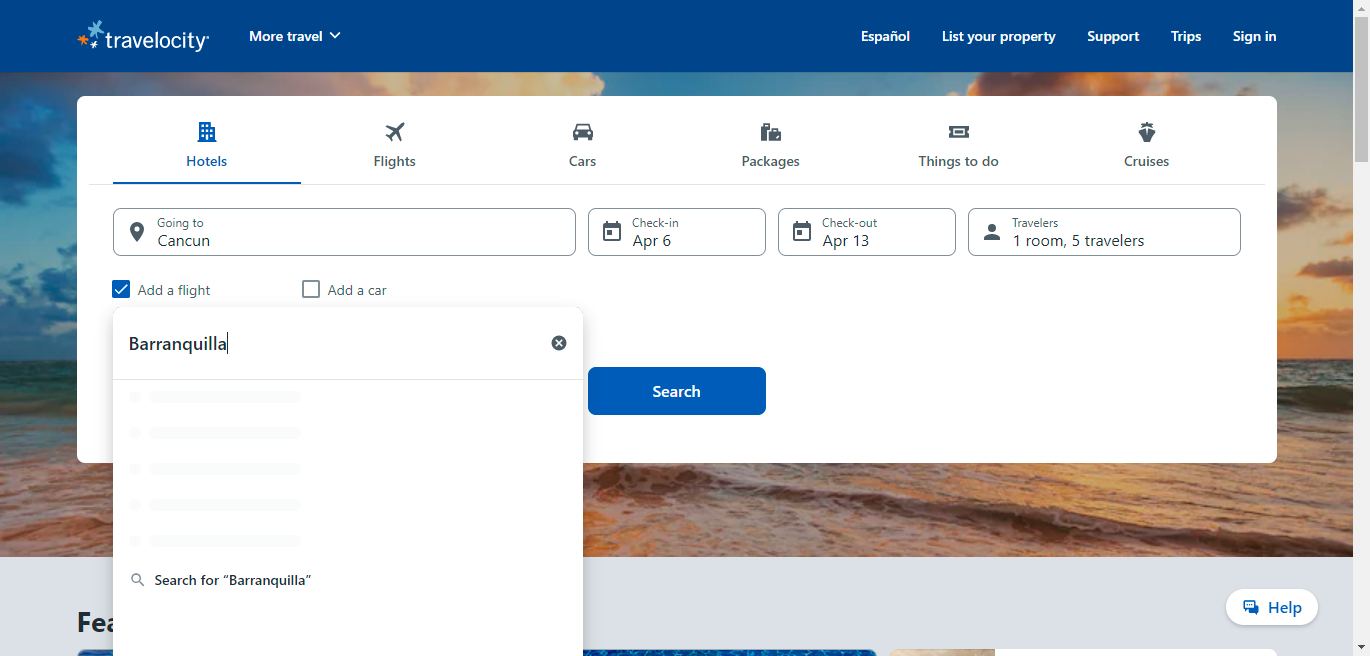 travelocity
More travel
Español
List your property
Support
Trips
Sign in
Hotels
Flights
Cars
Packages
Things to do
Cruises
Going to
Cancun
Check-in
Apr 6
Check-out
Apr 13
Travelers
1 room, 5 travelers
Add a flight
Add a car
Barranquilla
Search
Search for “Barranquilla”
Help
Fea